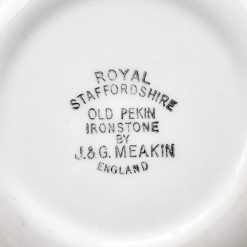 ROYAL
STAFFORDSHIRE
OLD PEKIN
IRONSTONE
BY
J.& G. MEAKIN
ENGLAND